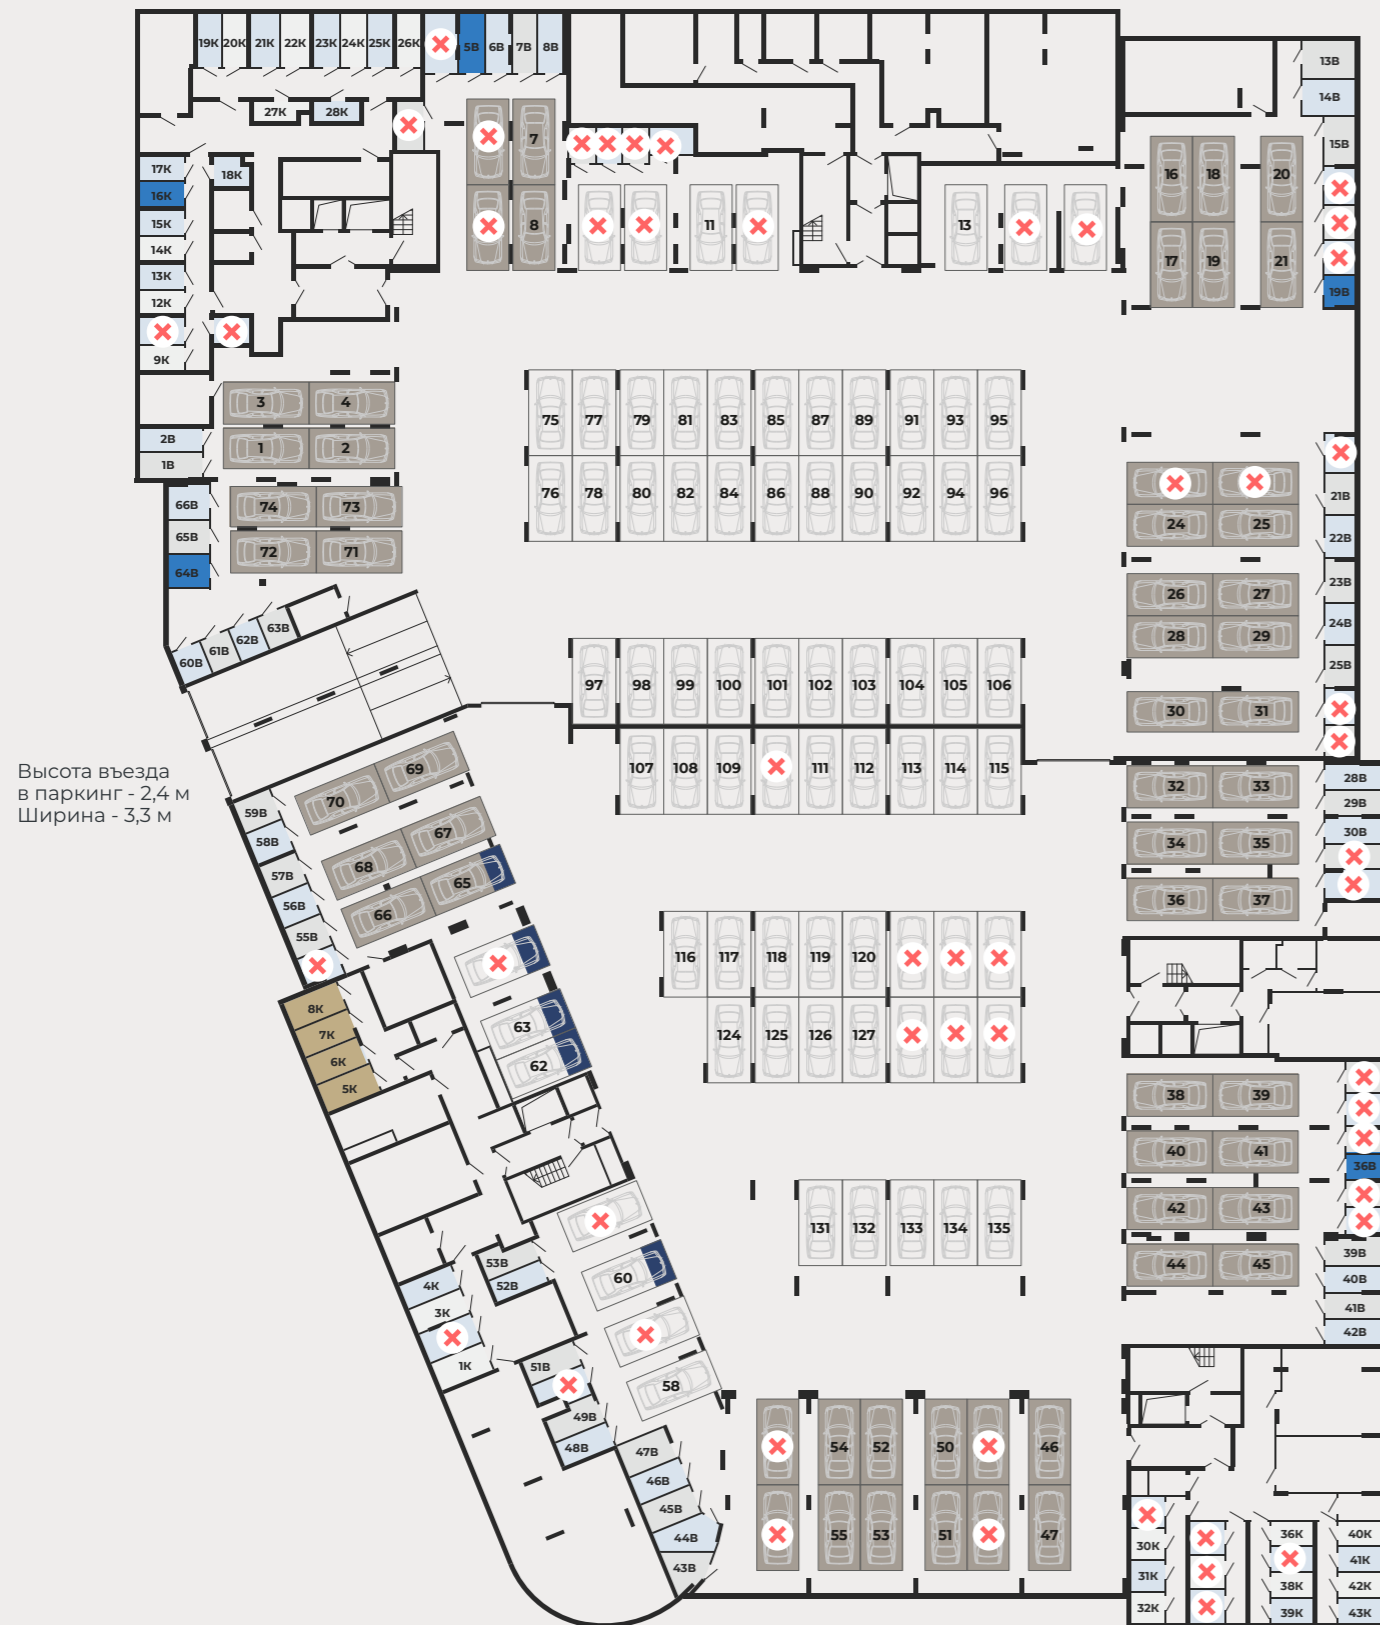 19К 20К 21К 22К 23К 24К 25К 26К 5В 6В 7В 8В
13В
14В
27К 28К
7
15В
17К 18К
16 18 20
16К
15К
8 11 13
14К
17 19 21
13К
19В
12К
9К
3 4
75 77 79 81 83 85 87 89 91 93 95
2В
1 2
1В
76 78 80 82 84 86 88 90 92 94 96
21В
66В
74 73
24 25
65В
22В
72 71
64В
23В
26 27
24В
63В
62В
61В
60В
28 29
25В
97 98 99 100 101 102 103 104 105 106
30 31
Высота въезда
в паркинг - 2,4 м
Ширина - 3,3 м
69
70
107 108 109 111 112 113 114 115
32 33
28В
29В
59В
67
30В
58В
34 35
68
57В
65
56В
66
36 37
55В
116 117 118 119 120
8К
63
7К
124 125 126 127
6К
62
5К
38 39
40 41
36В
42 43
131 132 133 134 135
39В
53В
60
44 45
40В
52В
4К
41В
3К
42В
1К
51В
58
49В
48В
47В
54 52 50 46
46В
45В
44В
55 53 51 47
43В
30К 36К 40К
31К 41К
38К 42К
32К 39К 43К